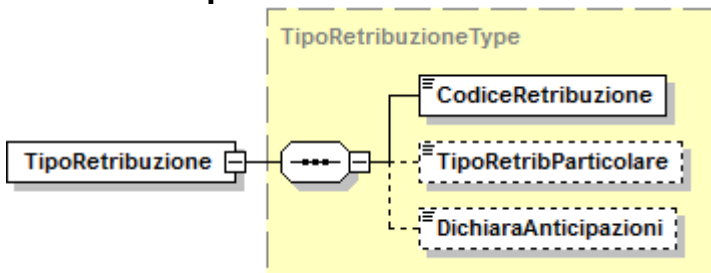 TipoRetribuzioneType
CodiceRetribuzione
TipoRetribuzione
TipoRetribParticolare
DichiaraAnticipazioni